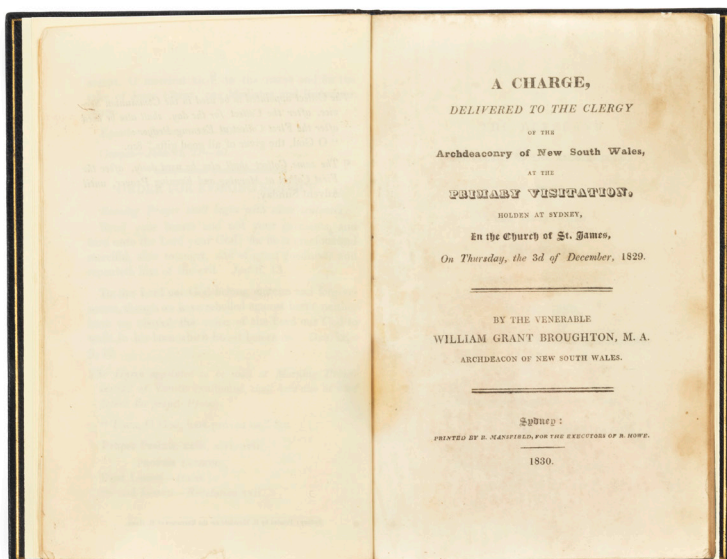 A CHARGE,
DELIVERED TO THE CLERGY
OF THE
Archdeaconry of New South Wales,
AT THE
PRIMARY VISITATION,
HOLDEN AT SYDNEY,
In the Church of St. James,
On Thursday, the 3d of December, 1829.
BY THE VENERABLE
WILLIAM GRANT BROUGHTON, M. A.
ARCHDEACON OF NEW SOUTH WALES.
Sydney:
PRINTED BY R. MANSFIELD, FOR THE EXECUTORS OF R. HOWE.
1830.